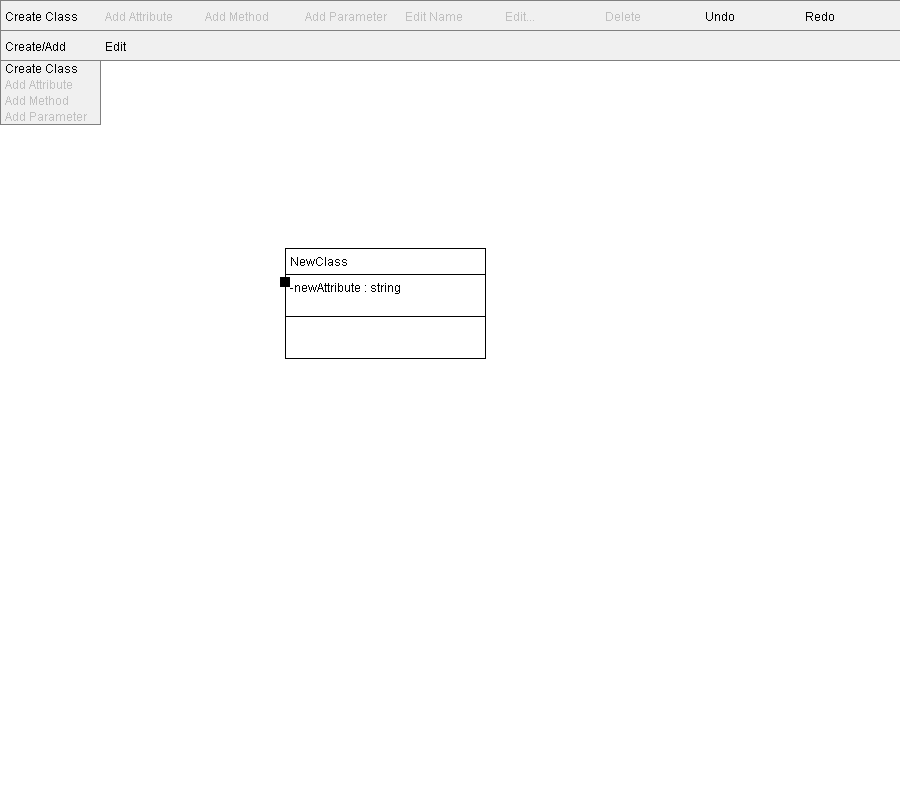 Create Class Add Attribute Add Method Add Parameter Edit Name Edit... Delete Undo Redo
Create/Add Edit
Create Class
Add Attribute
Add Method
Add Parameter
NewClass
-newAttribute : string